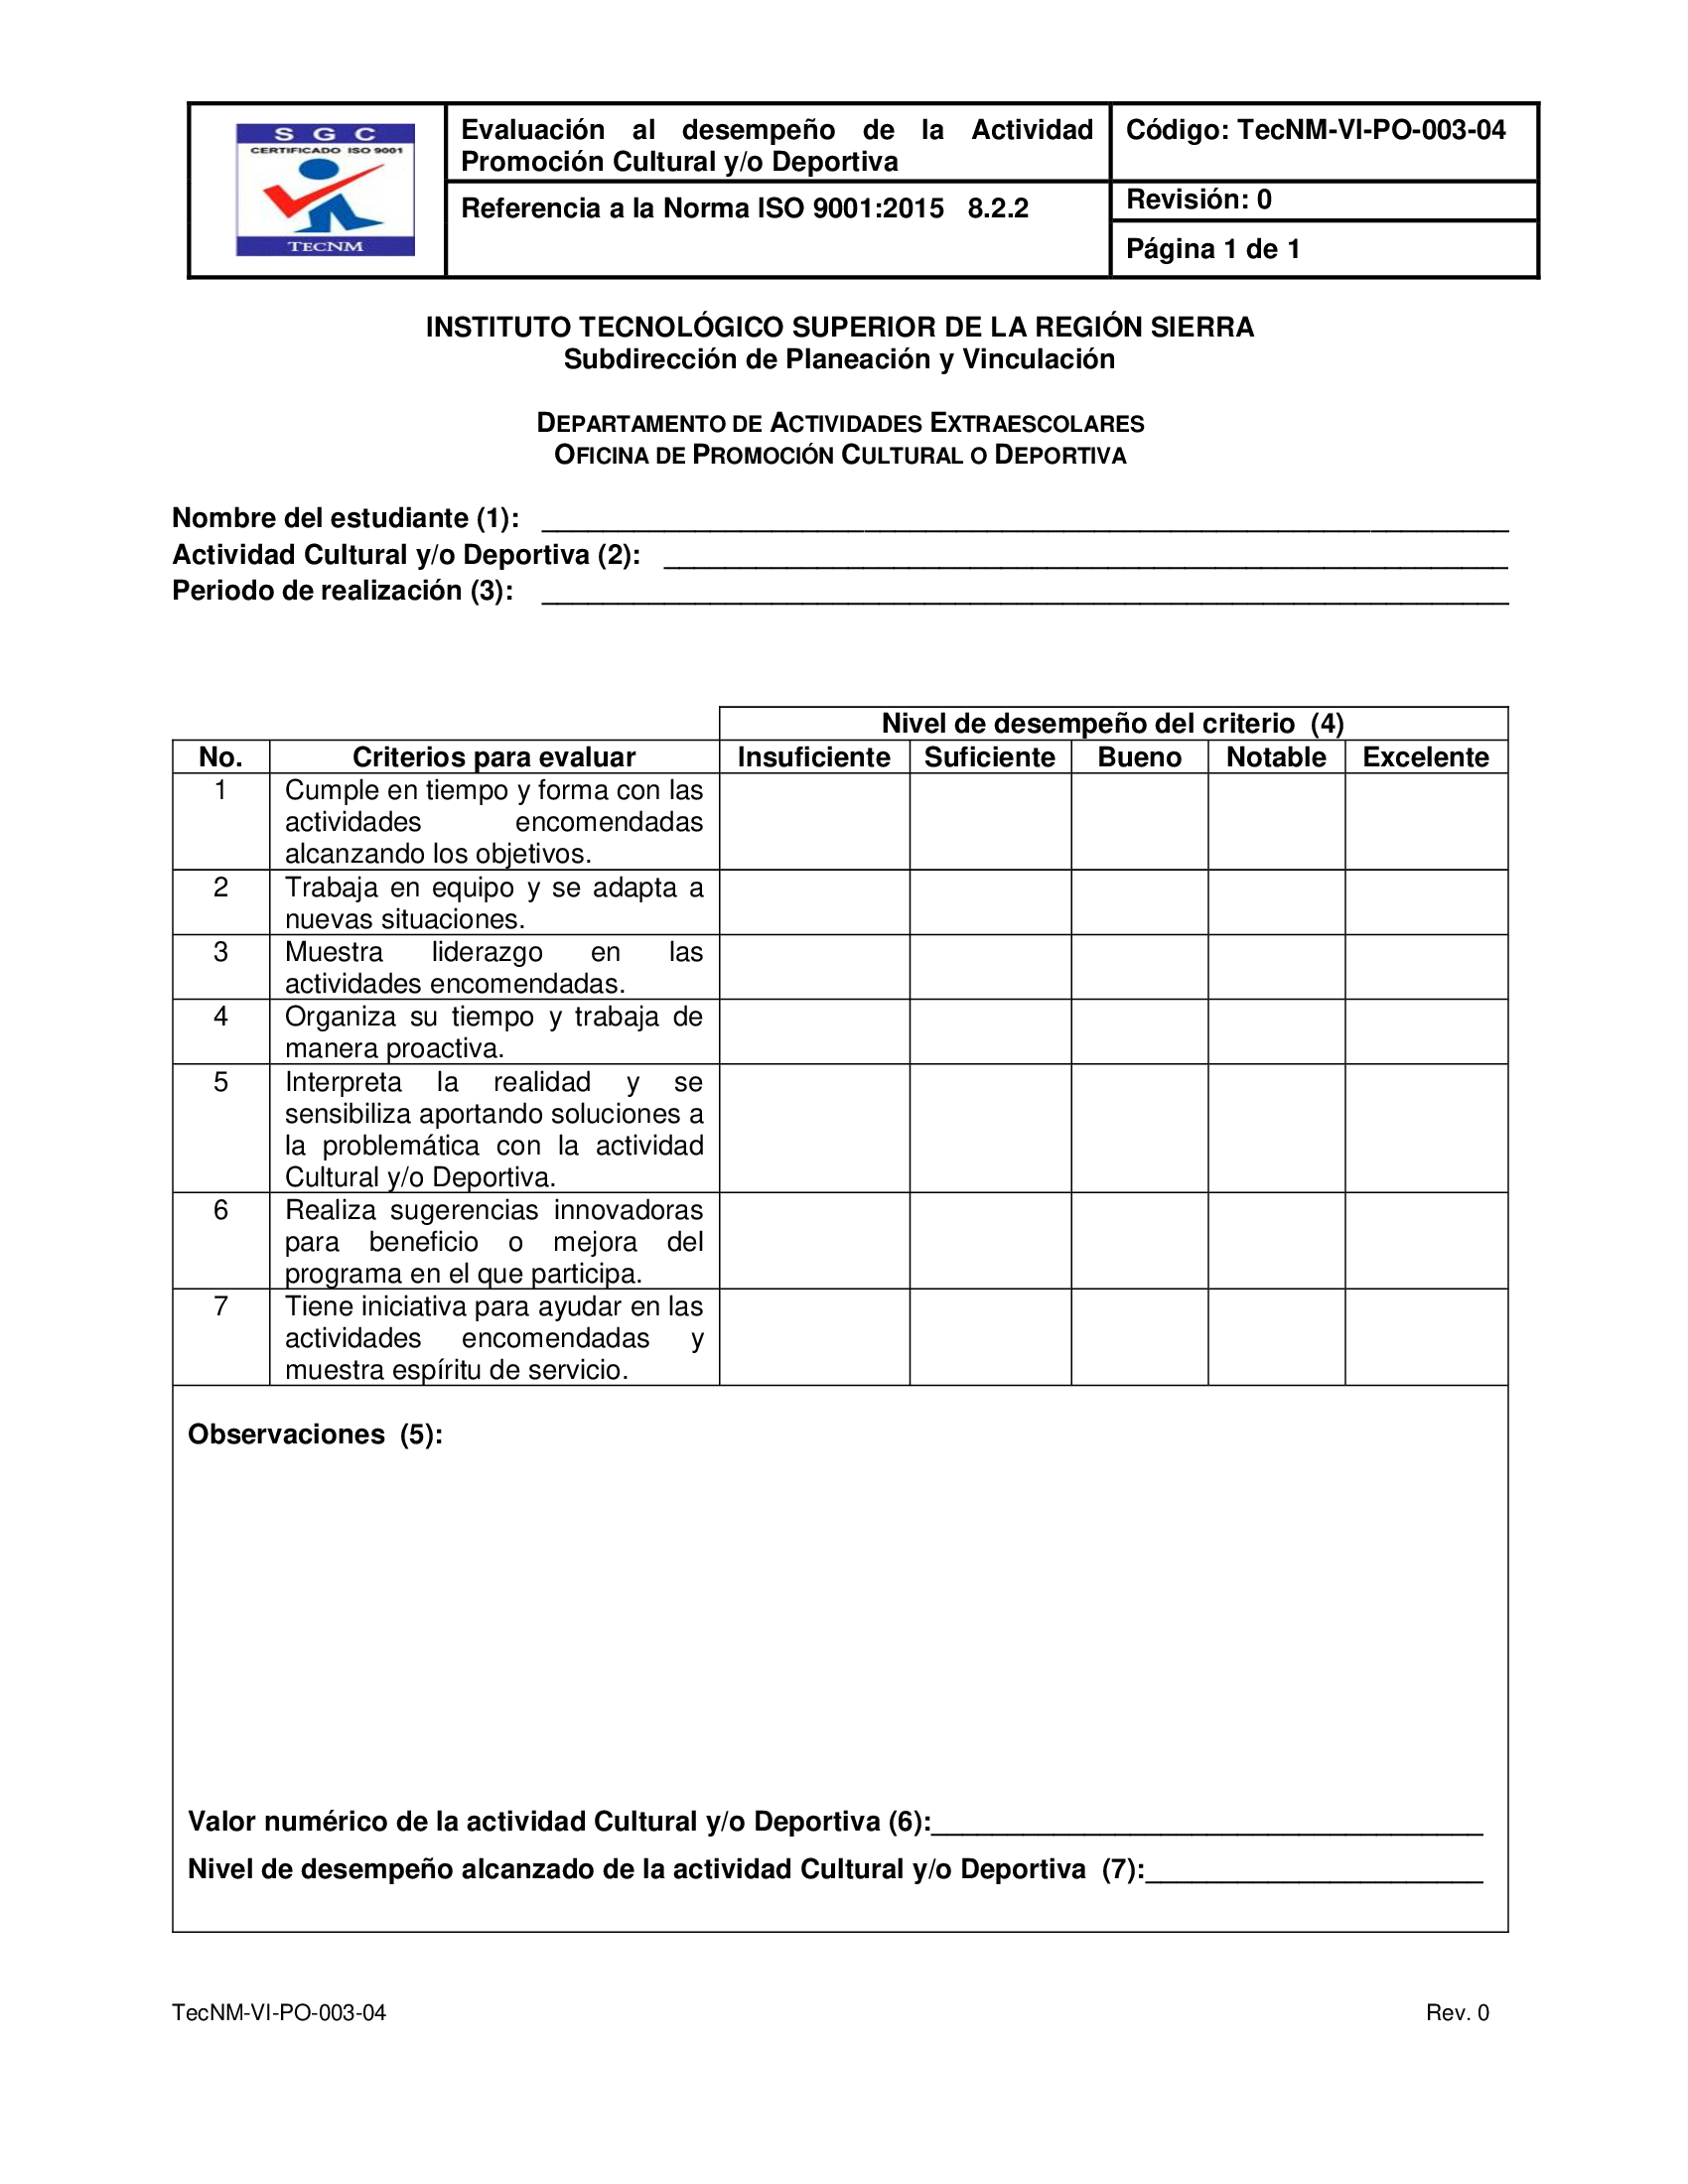 S G C
CERTIFICADO ISO 9001
TECNM
Evaluación al desempeño de la Actividad
Promoción Cultural y/o Deportiva
Referencia a la Norma ISO 9001:2015 8.2.2
Código: TecNM-VI-PO-003-04
Revisión: 0
Página 1 de 1
INSTITUTO TECNOLÓGICO SUPERIOR DE LA REGIÓN SIERRA
Subdirección de Planeación y Vinculación
DEPARTAMENTO DE ACTIVIDADES EXTRAESCOLARES
OFICINA DE PROMOCIÓN CULTURAL O DEPORTIVA
Nombre del estudiante (1):
Actividad Cultural y/o Deportiva (2):
Periodo de realización (3):
Nivel de desempeño del criterio (4)
No. Criterios para evaluar Insuficiente Suficiente Bueno Notable Excelente
1 Cumple en tiempo y forma con las
actividades encomendadas
alcanzando los objetivos.
2 Trabaja en equipo y se adapta a
nuevas situaciones.
3 Muestra liderazgo en las
actividades encomendadas.
4 Organiza su tiempo y trabaja de
manera proactiva.
5 Interpreta la realidad y se
sensibiliza aportando soluciones a
la problemática con la actividad
Cultural y/o Deportiva.
6 Realiza sugerencias innovadoras
para beneficio o mejora del
programa en el que participa.
7 Tiene iniciativa para ayudar en las
actividades encomendadas y
muestra espíritu de servicio.
Observaciones (5):
Valor numérico de la actividad Cultural y/o Deportiva (6):
Nivel de desempeño alcanzado de la actividad Cultural y/o Deportiva (7):
TecNM-VI-PO-003-04 Rev. 0